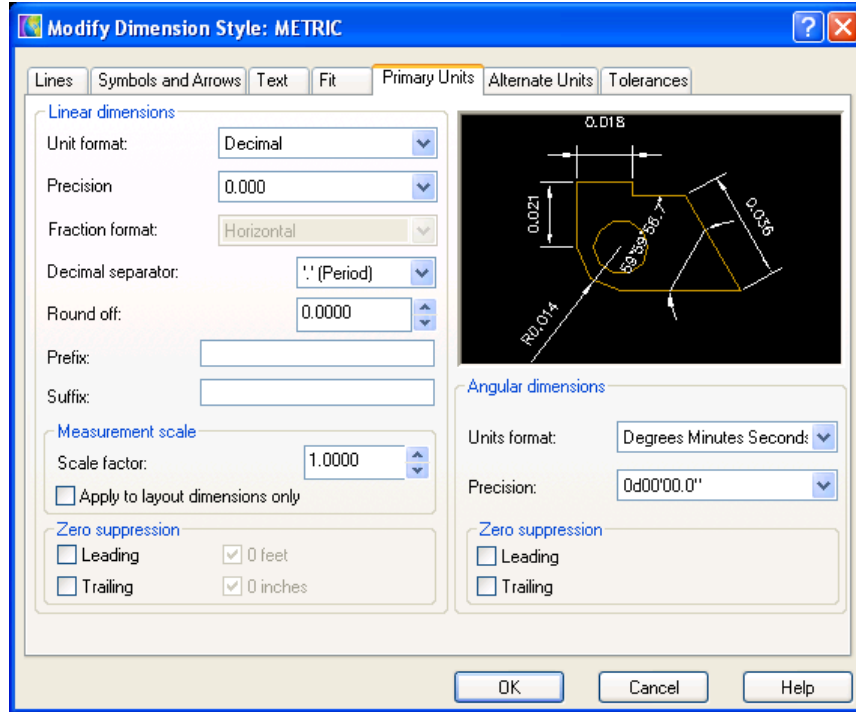 Modify Dimension Style: METRIC
Lines
Symbols and Arrows
Text
Fit
Primary Units
Alternate Units
Tolerances
Linear dimensions
Unit format:
Decimal
Precision
0.000
Fraction format:
Horizontal
Decimal separator:
'.' (Period)
Round off:
0.0000
Prefix:
Suffix:
Measurement scale
Scale factor:
1.0000
Apply to layout dimensions only
Zero suppression
Leading
0 feet
Trailing
0 inches
0.018
0.021
59°59'56.7"
0.036
R0.014
Angular dimensions
Units format:
Degrees Minutes Seconds
Precision:
0d00'00.0"
Zero suppression
Leading
Trailing
OK
Cancel
Help